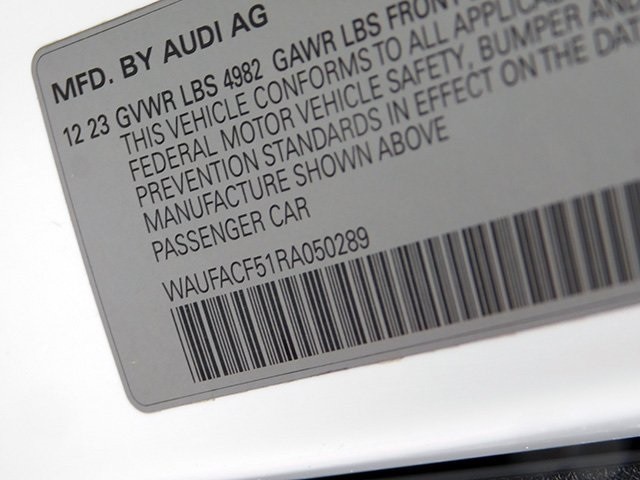 MFD. BY AUDI AG
12 23 GVWR LBS 4982 GAWR LBS FRONT
THIS VEHICLE CONFORMS TO ALL
FEDERAL MOTOR VEHICLE SAFETY, BUMPER AND
PREVENTION STANDARDS IN EFFECT ON THE DATE
MANUFACTURE SHOWN ABOVE
PASSENGER CAR
WAUFACF51RA050289